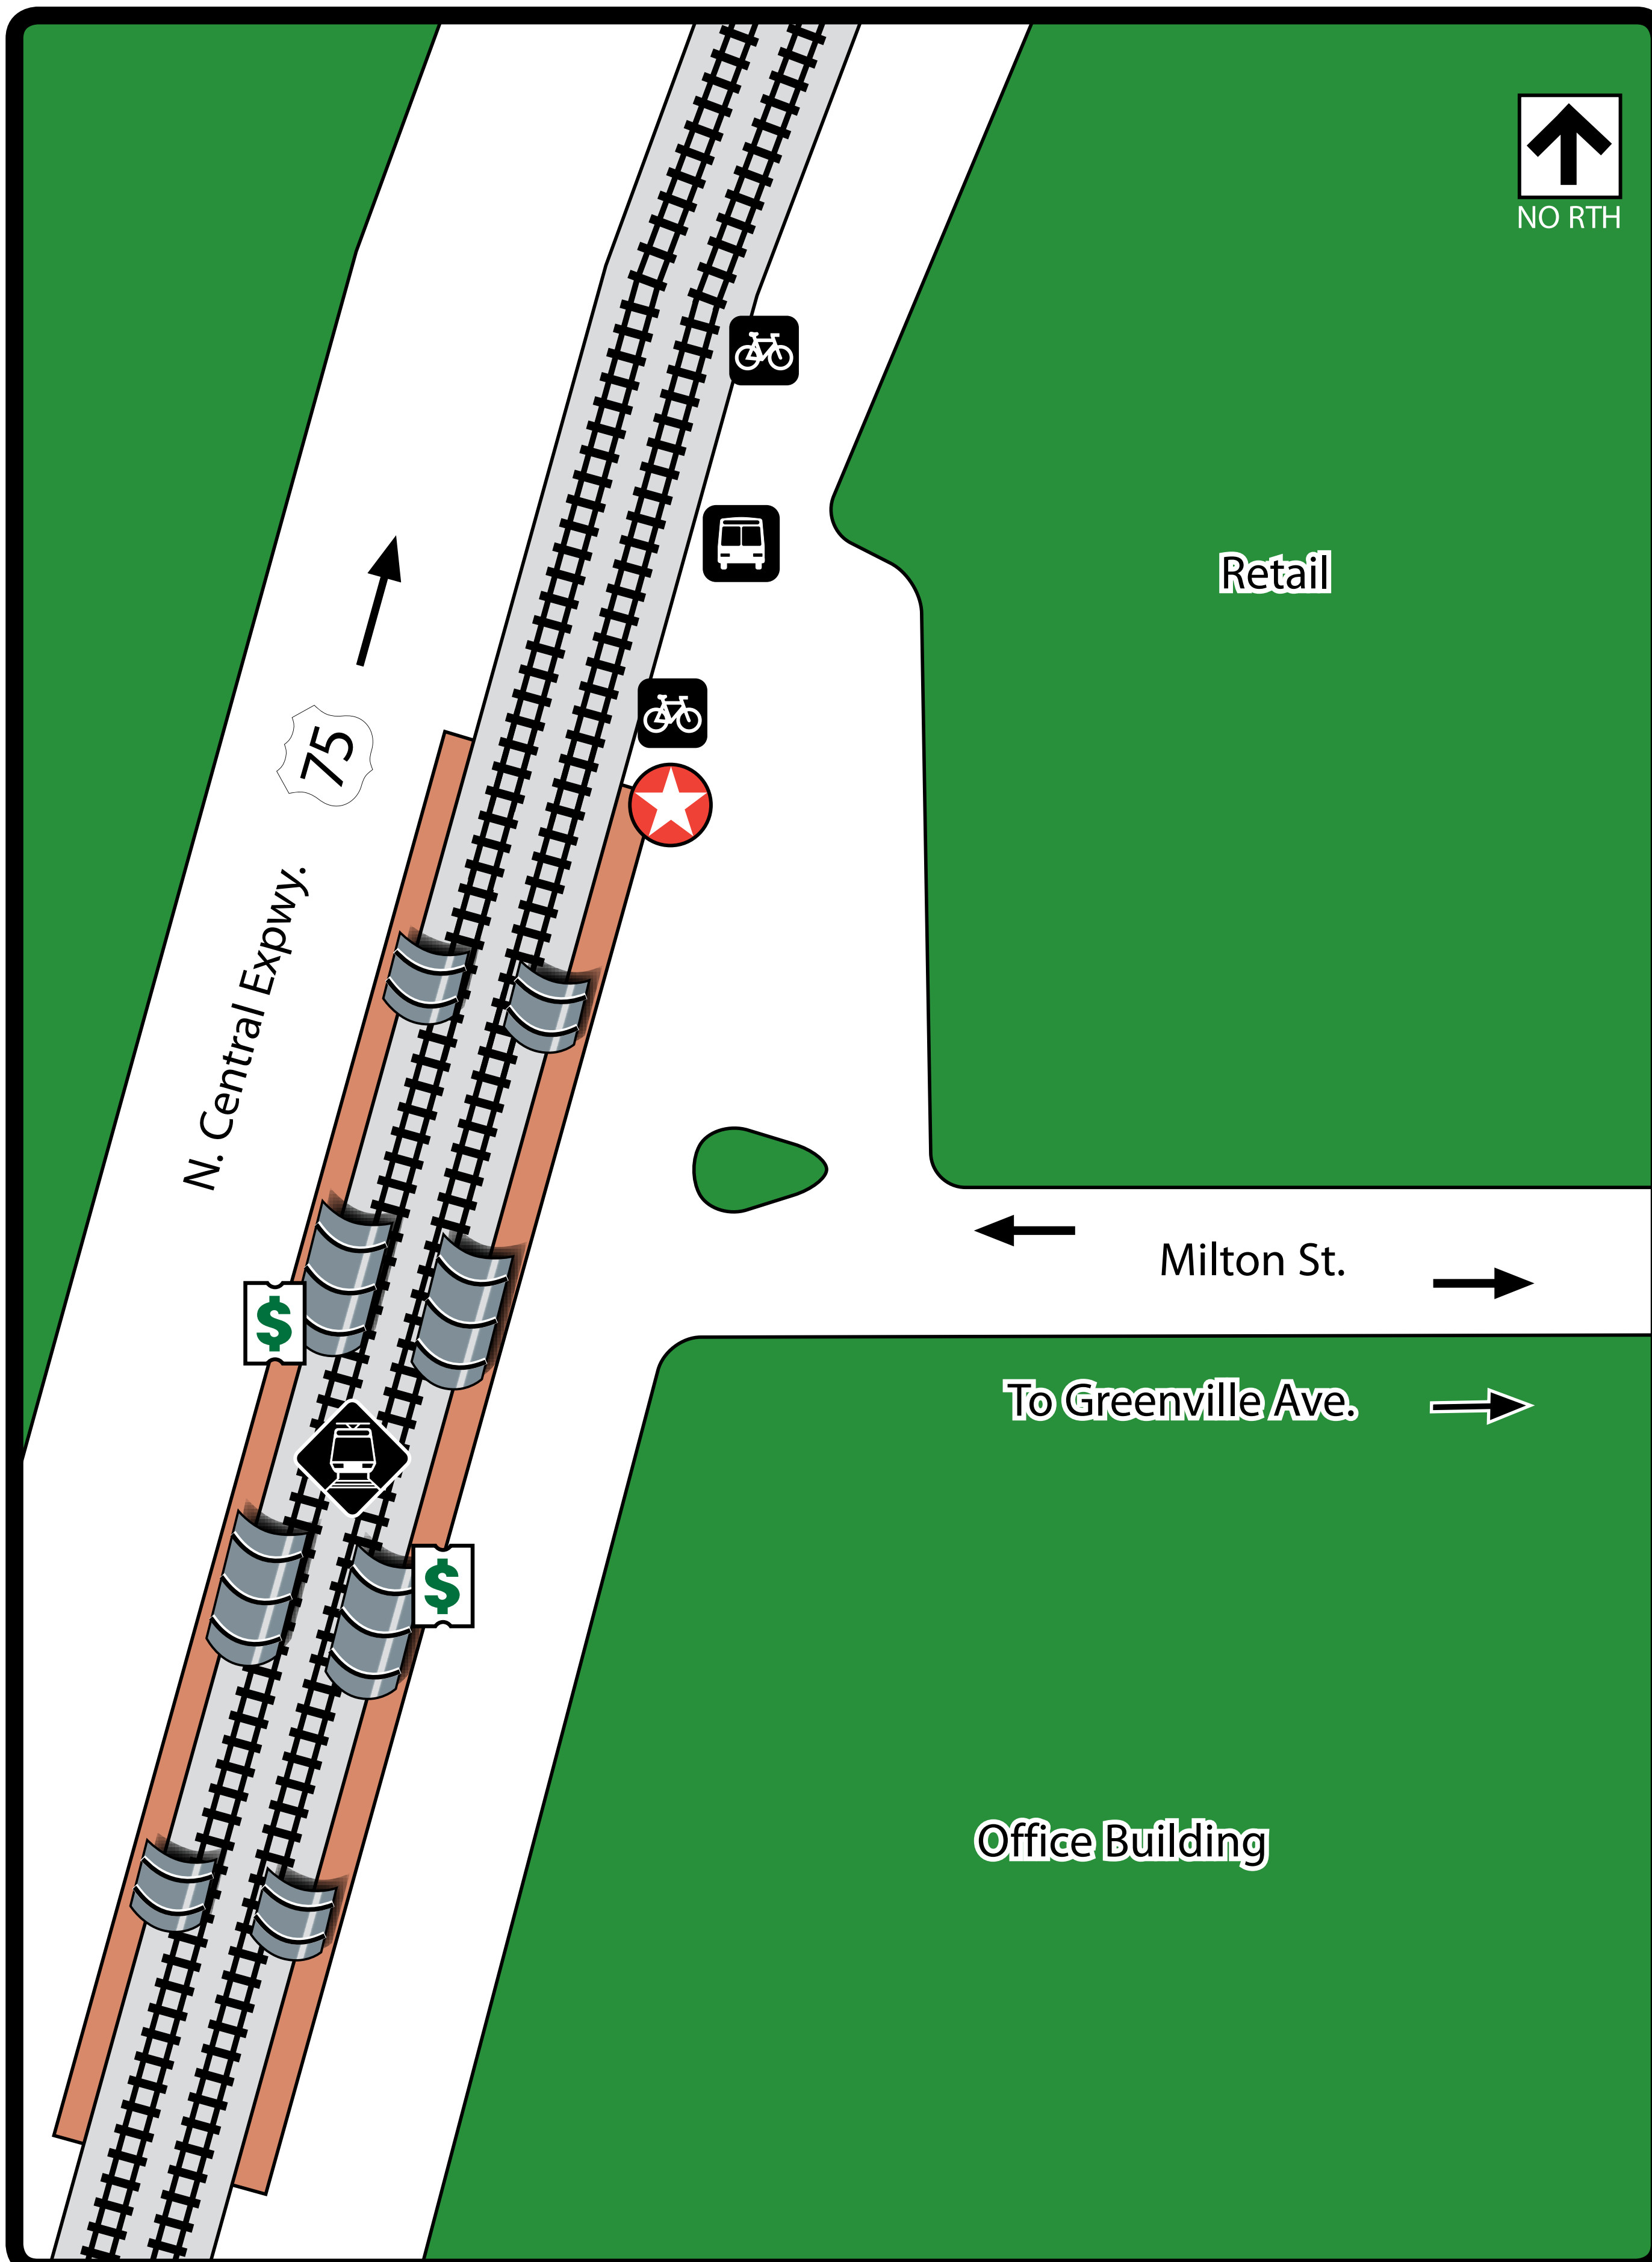 NO RTH
Retail
75
N. Central Expwy.
Milton St.
$
To Greenville Ave.
$
Office Building